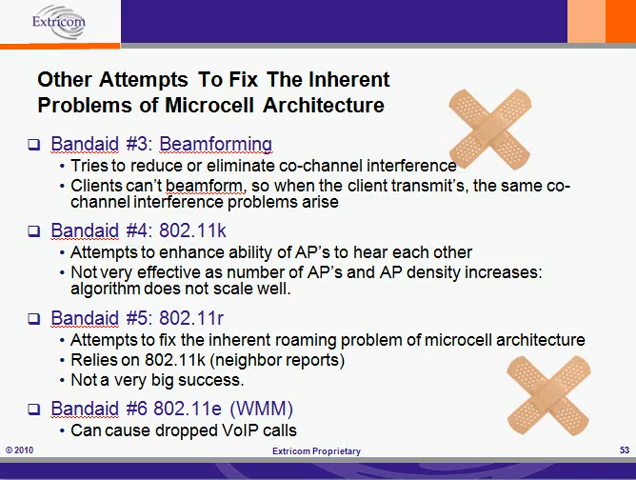 Extricom
Other Attempts To Fix The Inherent
Problems of Microcell Architecture
Bandaid #3: Beamforming
• Tries to reduce or eliminate co-channel interference
• Clients can't beamform, so when the client transmit's, the same co-
channel interference problems arise
Bandaid #4: 802.11k
• Attempts to enhance ability of AP's to hear each other
• Not very effective as number of AP's and AP density increases:
algorithm does not scale well.
Bandaid #5: 802.11r
• Attempts to fix the inherent roaming problem of microcell architecture
• Relies on 802.11k (neighbor reports)
• Not a very big success.
Bandaid #6 802.11e (WMM)
• Can cause dropped VoIP calls
© 2010 Extricom Proprietary 53